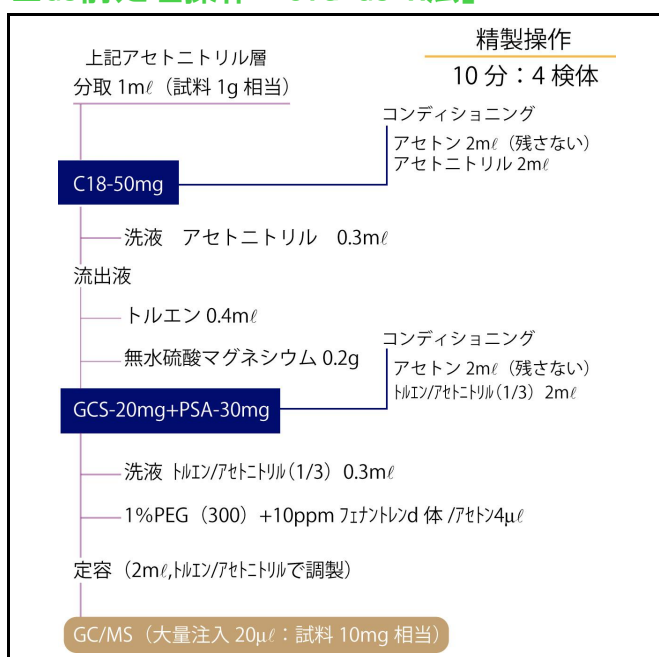 精製操作
10分：4検体
上記アセトニトリル層
分取 1mℓ（試料 1g 相当）
コンディショニング
アセトン 2mℓ（残さない）
アセトニトリル 2mℓ
C18-50mg
洗液 アセトニトリル 0.3mℓ
流出液
トルエン 0.4mℓ
無水硫酸マグネシウム 0.2g
コンディショニング
アセトン 2mℓ（残さない）
ﾄﾙｴﾝ/ｱｾﾄﾆﾄﾘﾙ(1/3) 2mℓ
GCS-20mg+PSA-30mg
洗液 ﾄﾙｴﾝ/ｱｾﾄﾆﾄﾘﾙ(1/3) 0.3mℓ
1%PEG（300）+10ppm ﾌｪﾅﾝﾄﾚﾝd 体 /ｱｾﾄﾝ4μℓ
定容（2mℓ,ﾄﾙｴﾝ/ｱｾﾄﾆﾄﾘﾙで調製）
GC/MS（大量注入 20μℓ：試料 10mg 相当）